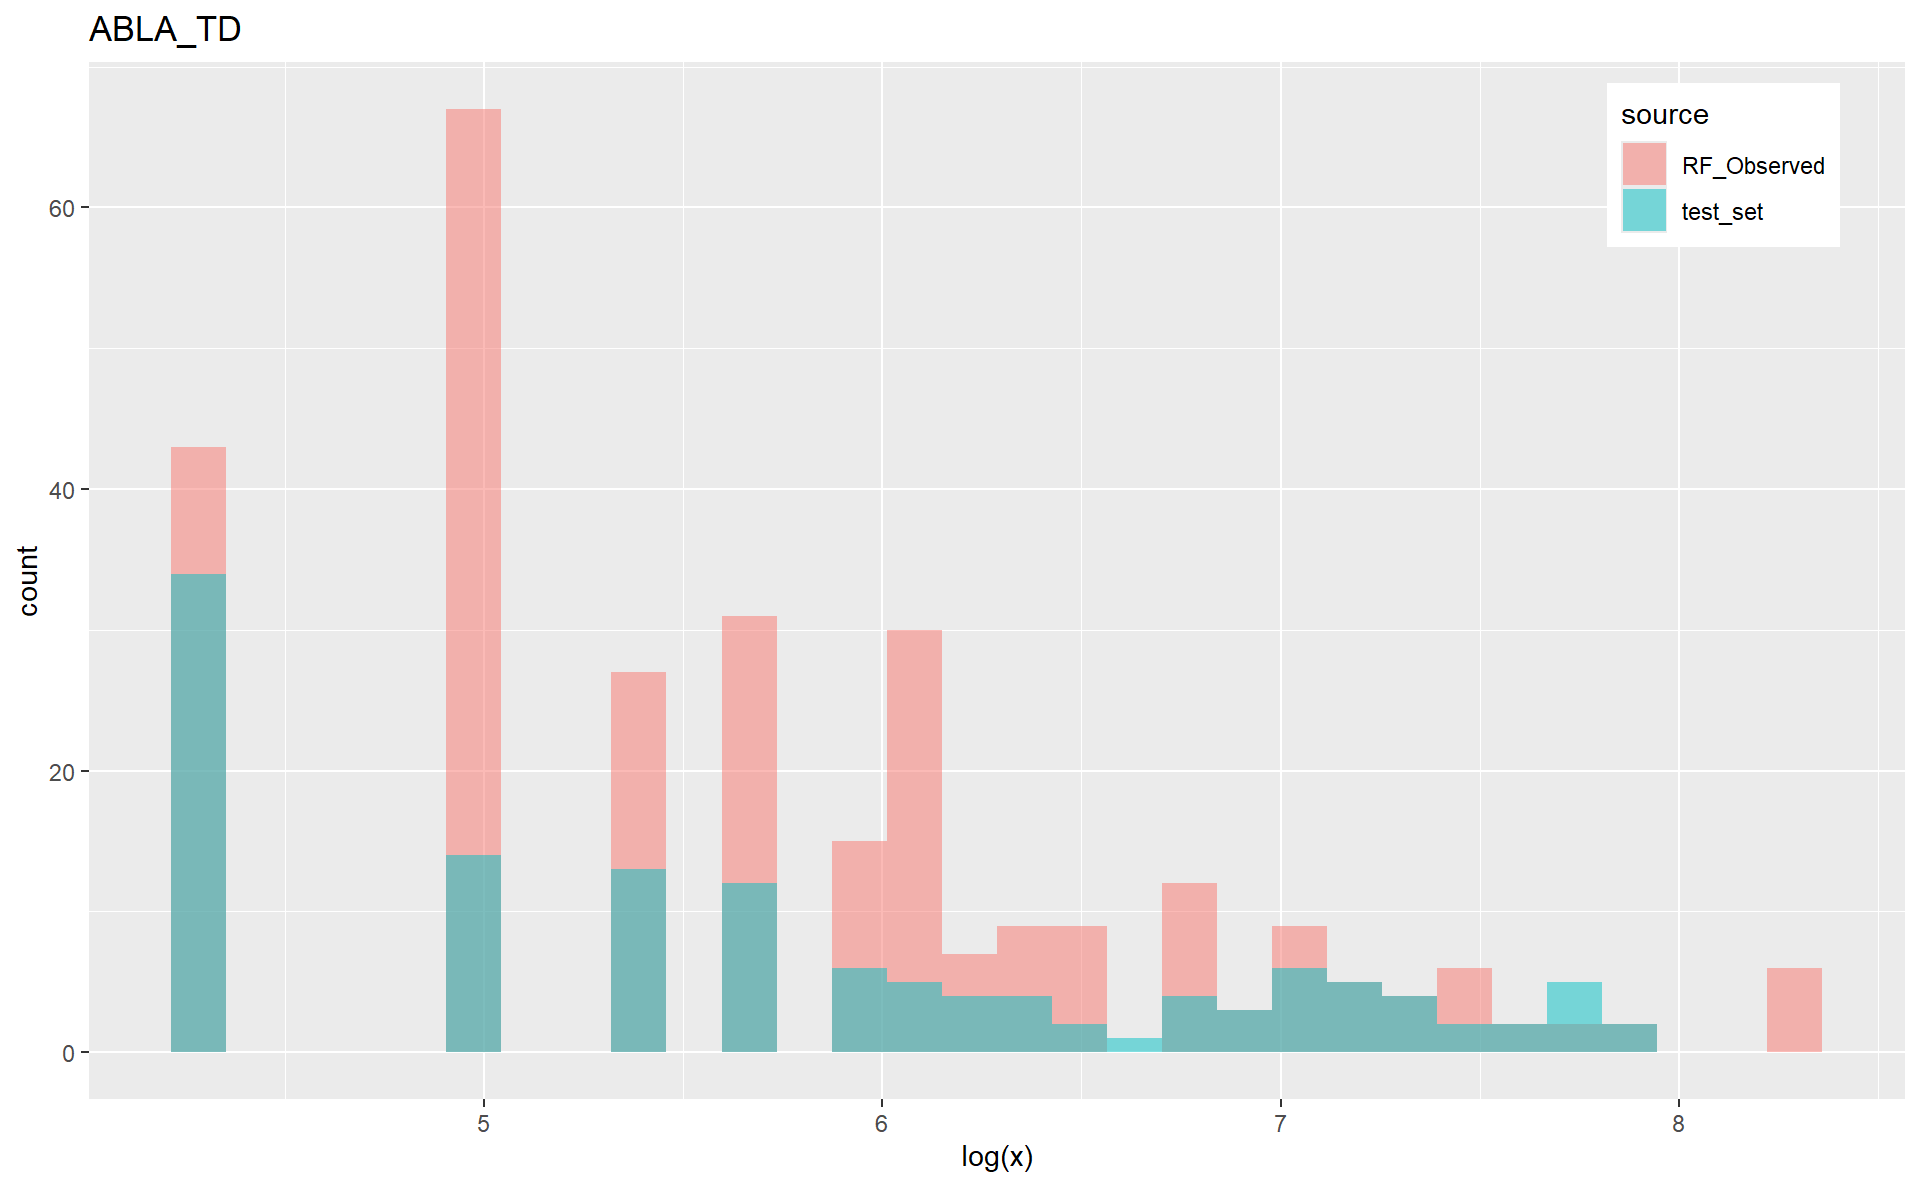 ABLA_TD
source
RF_Observed
test_set
60
40
20
0
count
5 6 7 8
log(x)